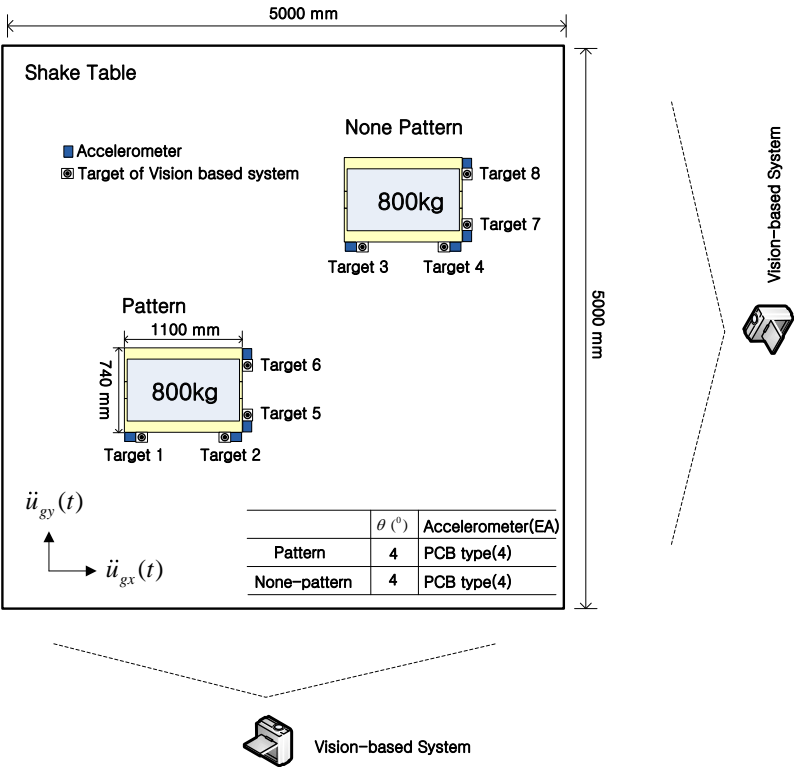 5000 mm
Shake Table
None Pattern
Accelerometer
Target of Vision based system
Target 8
800kg
Target 7
Target 3 Target 4
Vision-based System
5000 mm
Pattern
1100 mm
740 mm
Target 6
800kg
Target 5
Target 1 Target 2
ügy(t)
ügx(t)
θ (⁰) Accelerometer(EA)
Pattern 4 PCB type(4)
None-pattern 4 PCB type(4)
Vision-based System